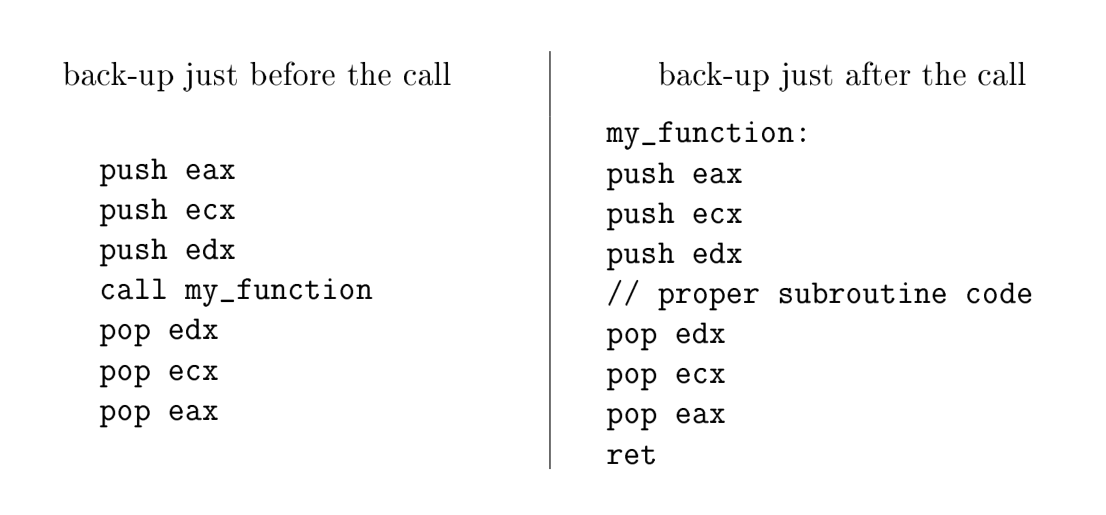 back-up just before the call
push eax
push ecx
push edx
call my_function
pop edx
pop ecx
pop eax
back-up just after the call
my_function:
push eax
push ecx
push edx
// proper subroutine code
pop edx
pop ecx
pop eax
ret